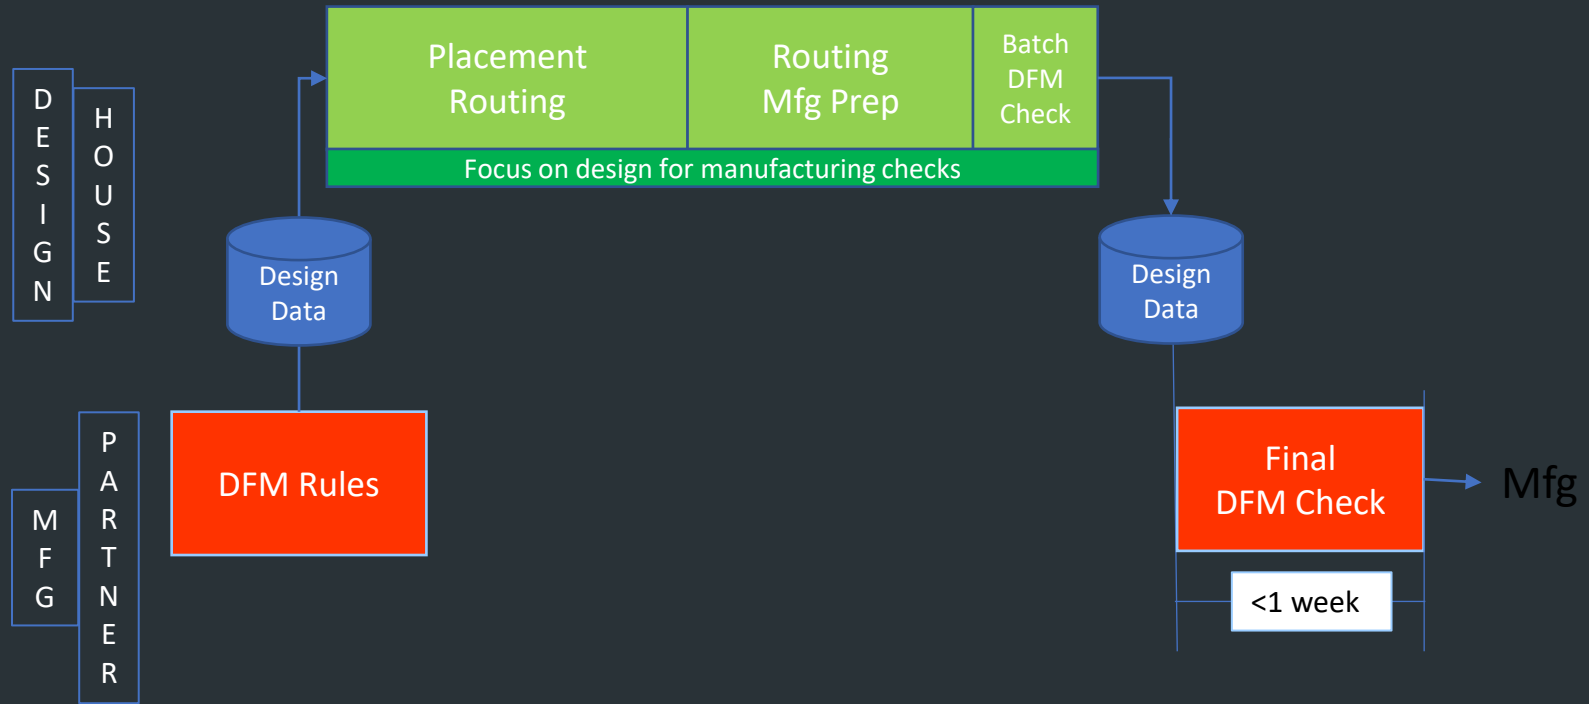 DESIGN
HOUSE
Placement
Routing
Routing
Mfg Prep
Batch
DFM
Check
Focus on design for manufacturing checks
Design
Data
Design
Data
MFG
PARTNER
DFM Rules
Final
DFM Check
Mfg
<1 week